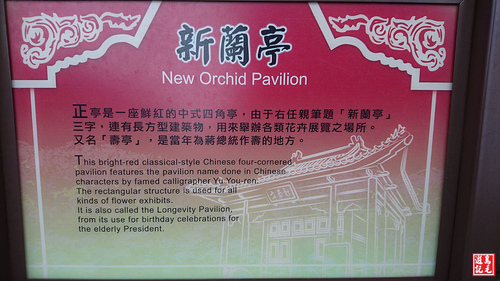 新蘭亭
New Orchid Pavilion
正亭是一座鮮紅的中式四角亭，由于右任親筆題「新蘭亭」
三字，連有長方型建築物，用來舉辦各類花卉展覽之場所。
又名「壽亭」，是當年為蔣總統作壽的地方。
This bright-red classical-style Chinese four-cornered
pavilion features the pavilion name done in Chinese
characters by famed calligrapher Yu You-ren.
The rectangular structure is used for all
kinds of flower exhibits.
It is also called the Longevity Pavilion,
from its use for birthday celebrations for
the elderly President.